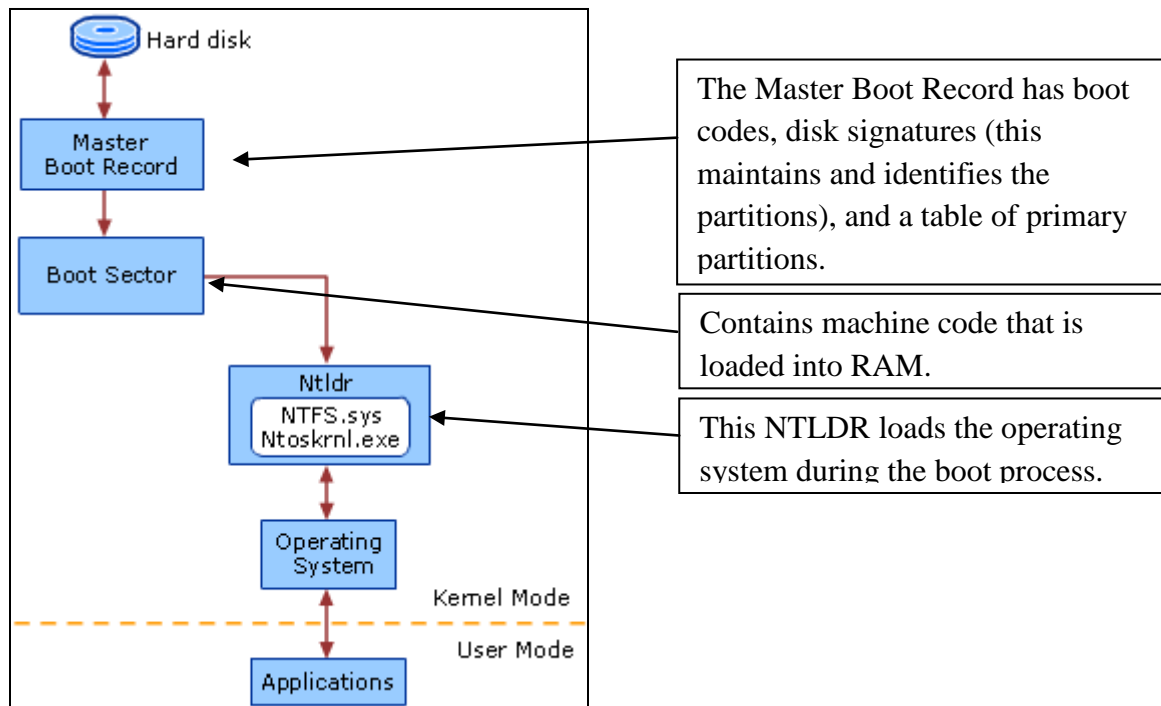 Hard disk
Master
Boot Record
Boot Sector
Ntldr
NTFS.sys
Ntoskrnl.exe
Operating
System
Kernel Mode
User Mode
Applications
The Master Boot Record has boot
codes, disk signatures (this
maintains and identifies the
partitions), and a table of primary
partitions.
Contains machine code that is
loaded into RAM.
This NTLDR loads the operating
system during the boot process.